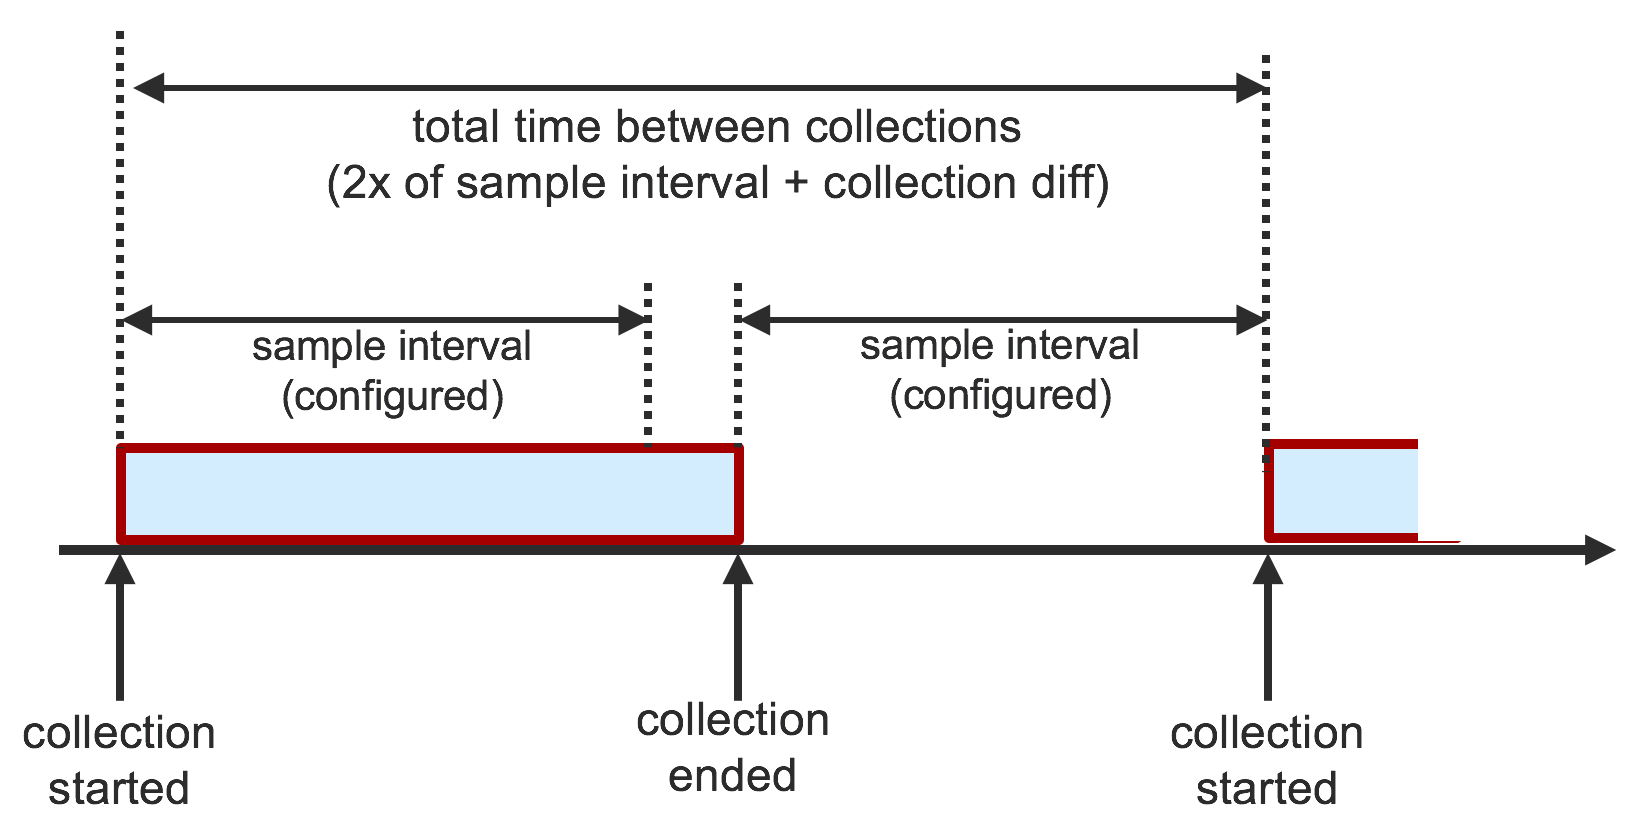 total time between collections
(2x of sample interval + collection diff)
sample interval
(configured)
sample interval
(configured)
collection
started
collection
ended
collection
started